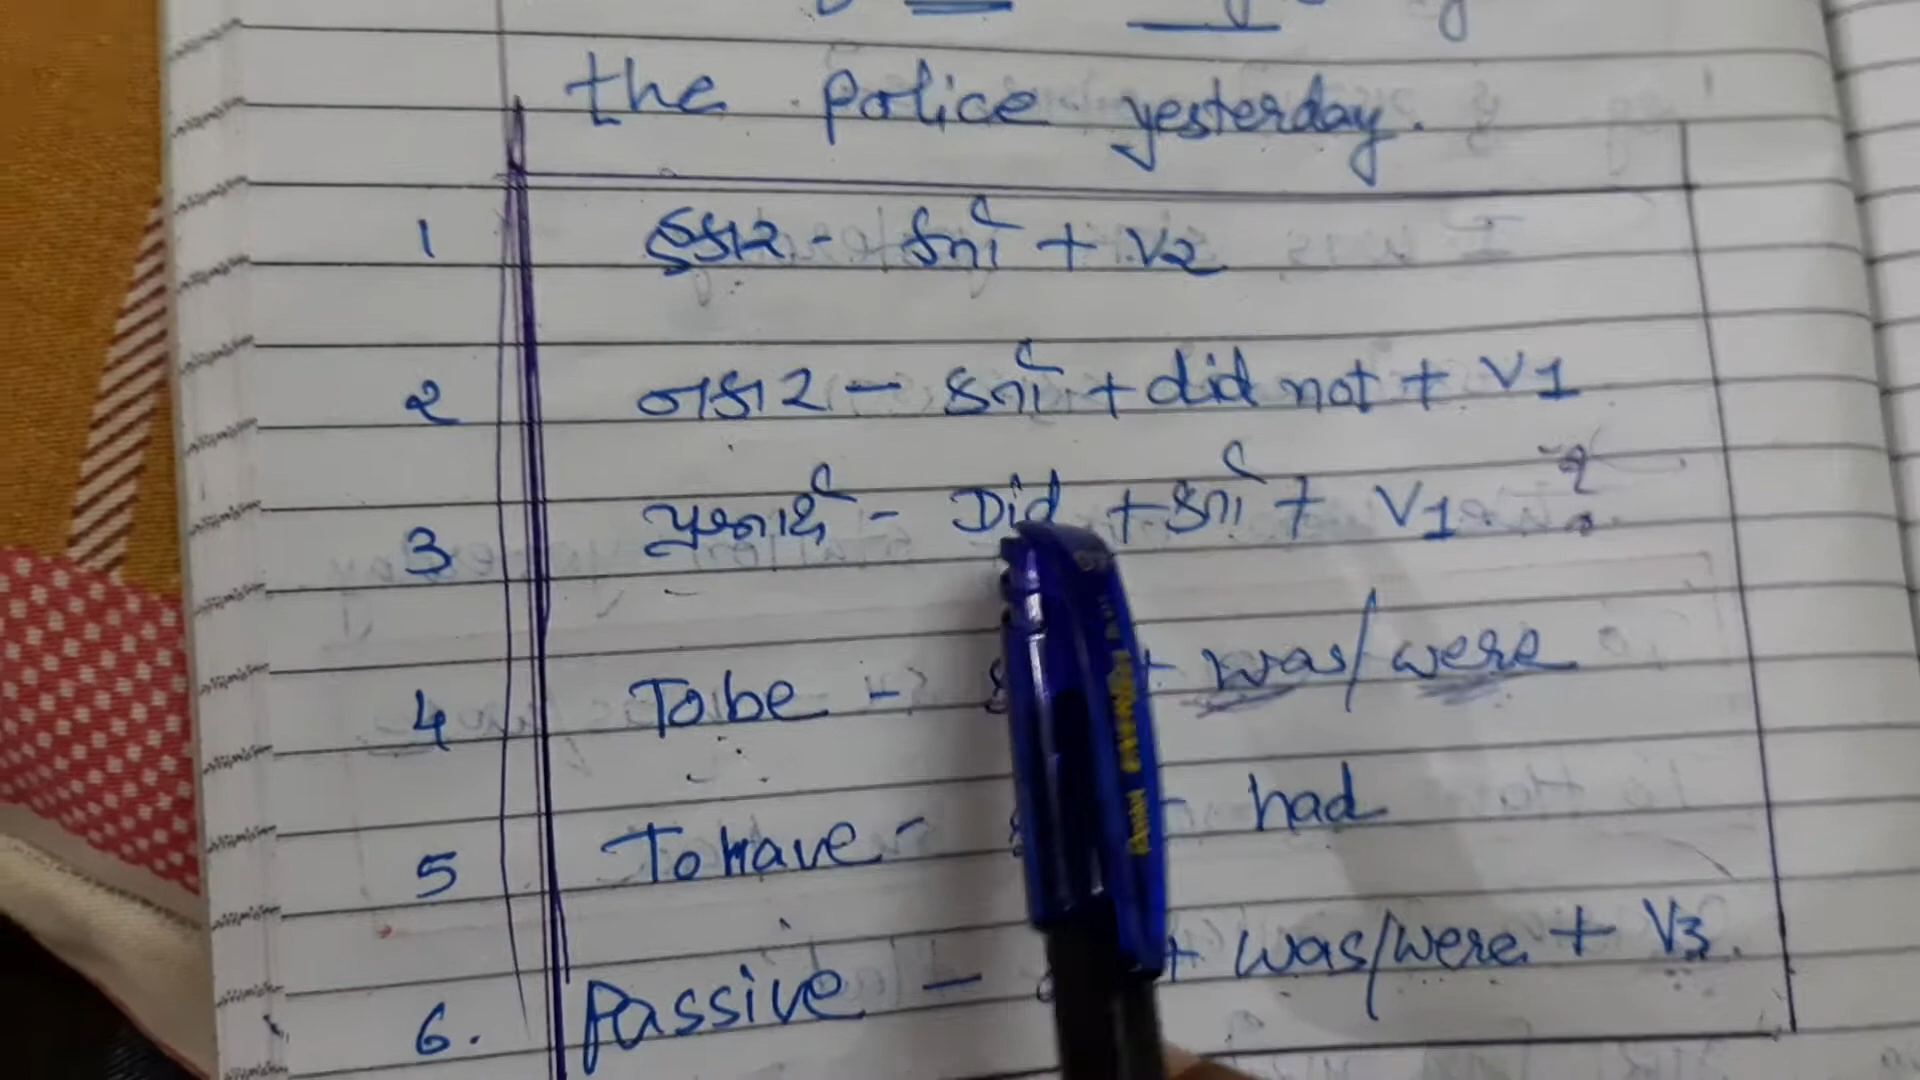 the police yesterday.
1 હકાર - કર્તા + V2
૨ નકાર - કર્તા + did not + V1
3 પ્રશ્નાર્થ - Did + કર્તા + V1 ?
4 To be - + was/were
5 To have - had
6. Passive - + was/were + V3.